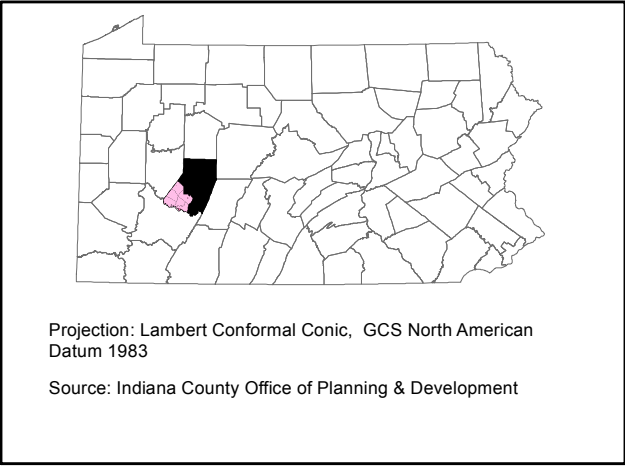 Projection: Lambert Conformal Conic,  GCS North American
Datum 1983
Source: Indiana County Office of Planning & Development